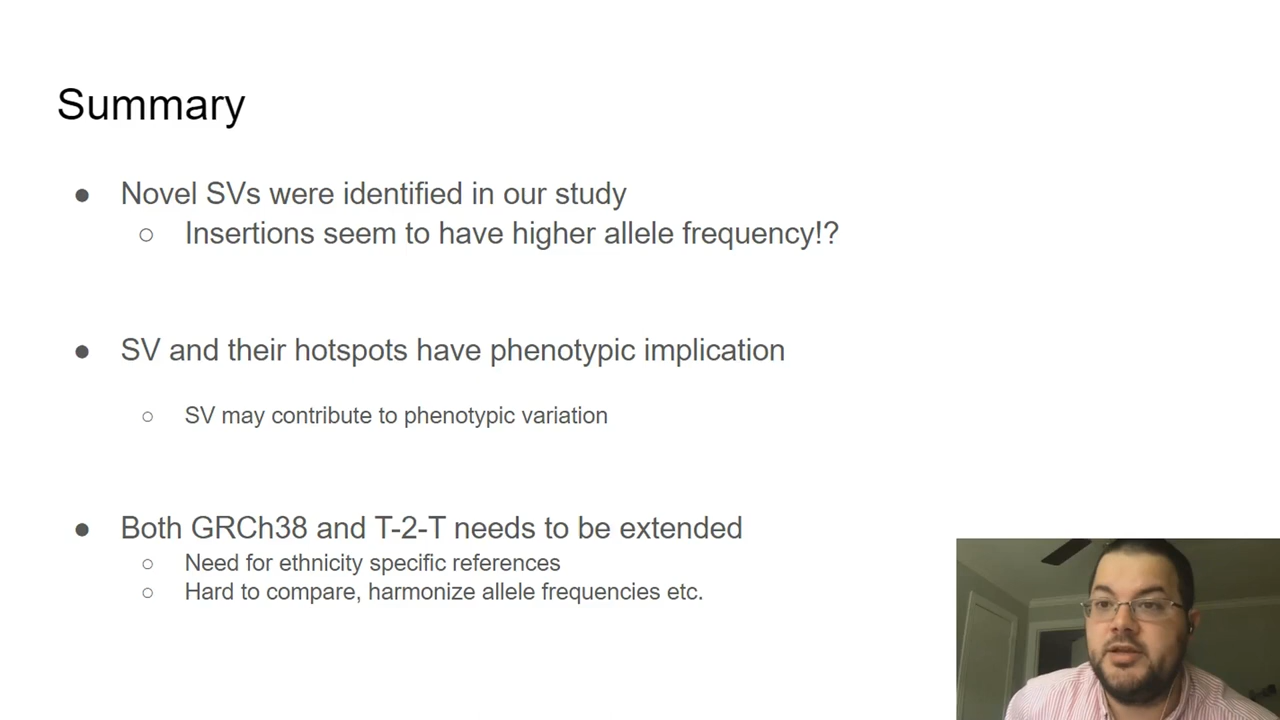 Summary
● Novel SVs were identified in our study
○ Insertions seem to have higher allele frequency!?
● SV and their hotspots have phenotypic implication
○ SV may contribute to phenotypic variation
● Both GRCh38 and T-2-T needs to be extended
○ Need for ethnicity specific references
○ Hard to compare, harmonize allele frequencies etc.